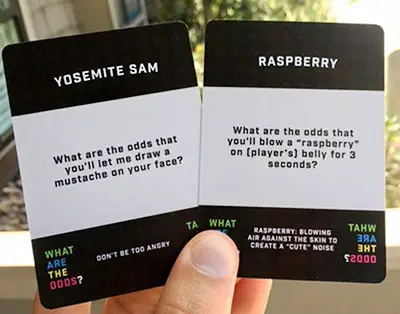 YOSEMITE SAM
What are the odds that
you'll let me draw a
mustache on your face?
WHAT
ARE
THE
ODDS?
DON'T BE TOO ANGRY
AT
RASPBERRY
What are the odds that
you'll blow a "raspberry"
on (player's) belly for 3
seconds?
WHAT
RASPBERRY: BLOWING
AIR AGAINST THE SKIN TO
CREATE A "CUTE" NOISE
WHAT
ARE
THE
ODDS?